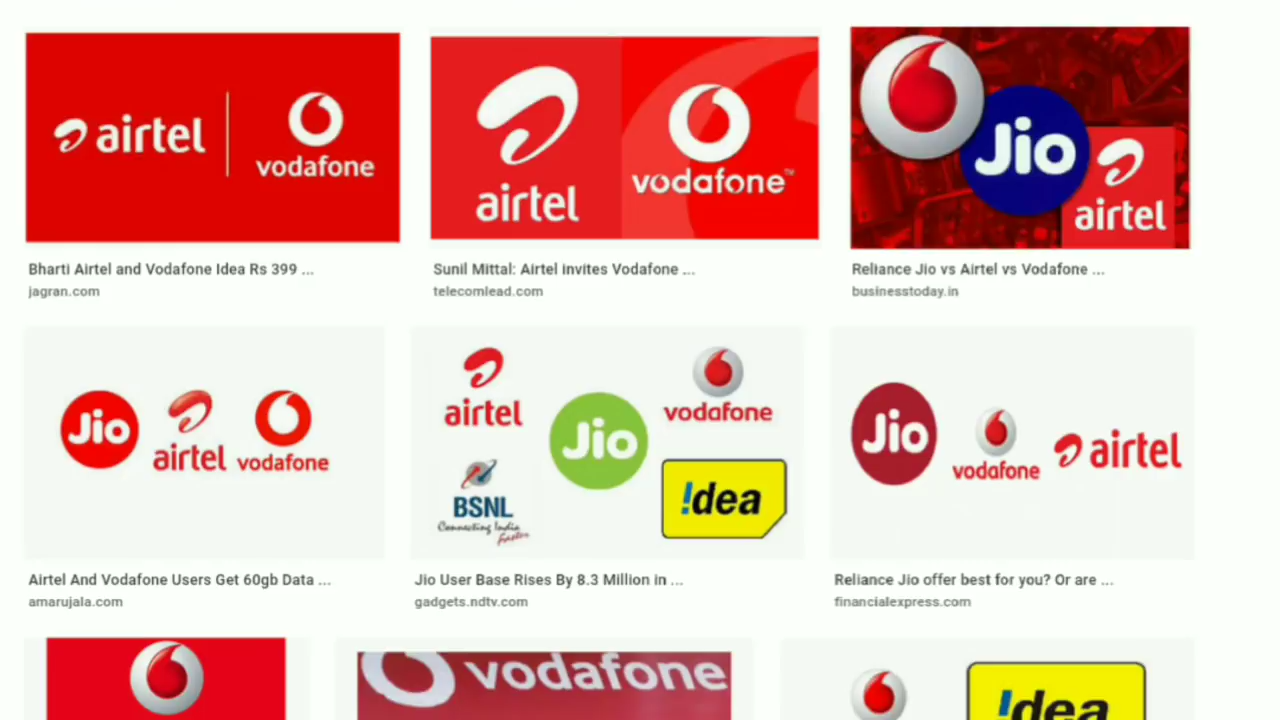 airtel
vodafone
airtel
vodafone™
Jio
airtel
Bharti Airtel and Vodafone Idea Rs 399 ...
jagran.com
Sunil Mittal: Airtel invites Vodafone ...
telecomlead.com
Reliance Jio vs Airtel vs Vodafone ...
businesstoday.in
Jio
airtel
vodafone
airtel
vodafone
Jio
BSNL
Connecting India
faster
!dea
Jio
vodafone
airtel
Airtel And Vodafone Users Get 60gb Data ...
amarujala.com
Jio User Base Rises By 8.3 Million in ...
gadgets.ndtv.com
Reliance Jio offer best for you? Or are ...
financialexpress.com
vodafone
!dea